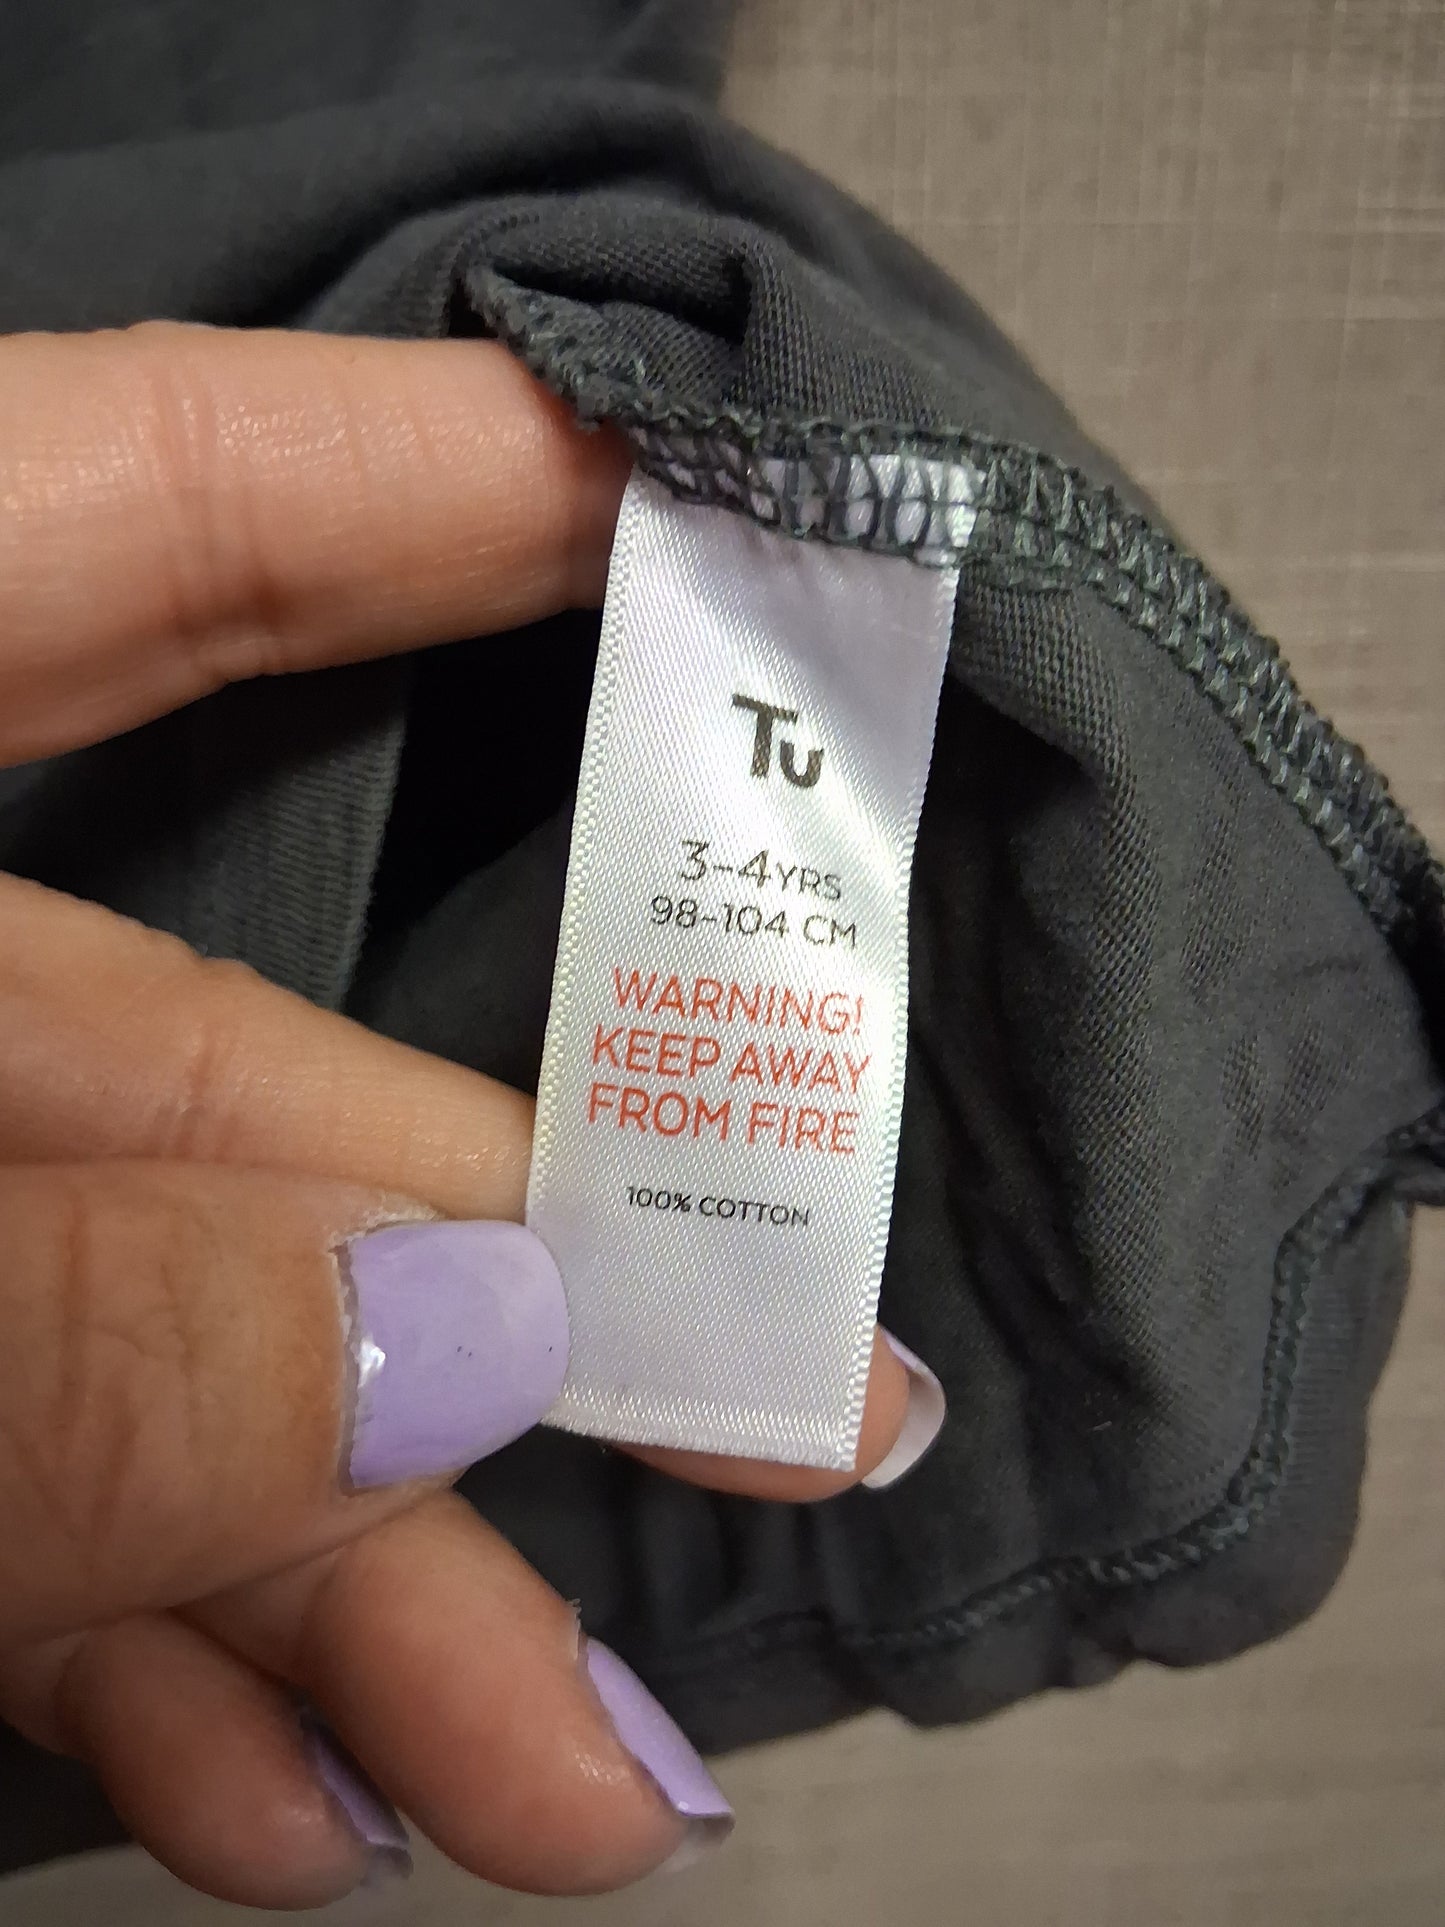 Tu
3-4YRS
98-104 CM
WARNING!
KEEP AWAY
FROM FIRE
100% COTTON